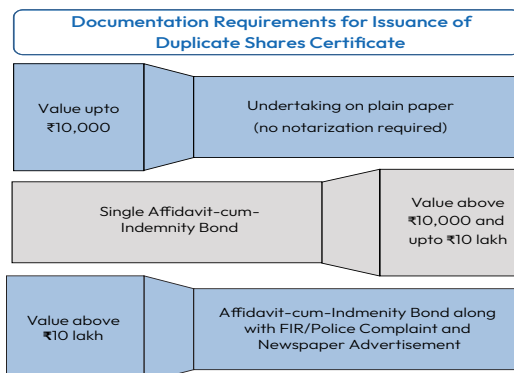 Documentation Requirements for Issuance of
Duplicate Shares Certificate
Value upto
₹10,000
Undertaking on plain paper
(no notarization required)
Single Affidavit-cum-
Indemnity Bond
Value above
₹10,000 and
upto ₹10 lakh
Value above
₹10 lakh
Affidavit-cum-Indmenity Bond along
with FIR/Police Complaint and
Newspaper Advertisement